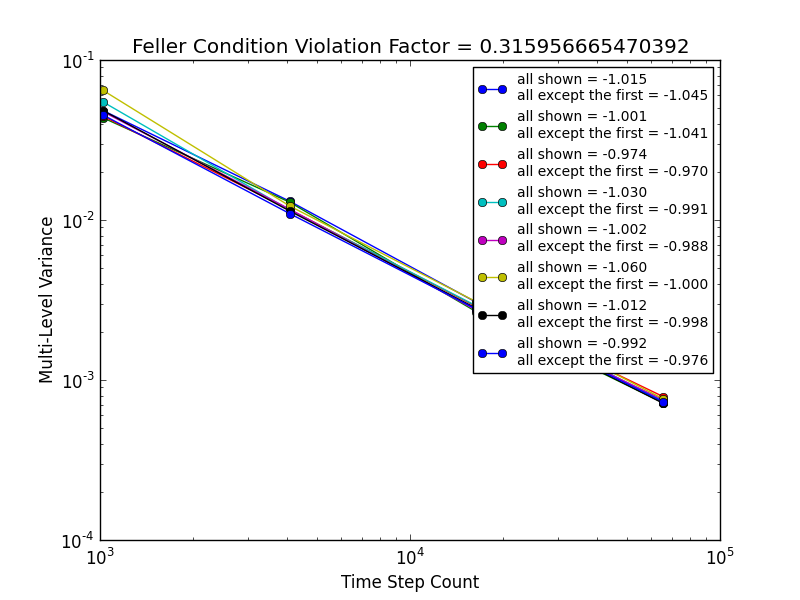 Feller Condition Violation Factor = 0.315956665470392
10^-1
all shown = -1.015
all except the first = -1.045
all shown = -1.001
all except the first = -1.041
all shown = -0.974
all except the first = -0.970
all shown = -1.030
all except the first = -0.991
all shown = -1.002
all except the first = -0.988
all shown = -1.060
all except the first = -1.000
all shown = -1.012
all except the first = -0.998
all shown = -0.992
all except the first = -0.976
10^-2
Multi-Level Variance
10^-3
10^-4
10^3
10^4
10^5
Time Step Count